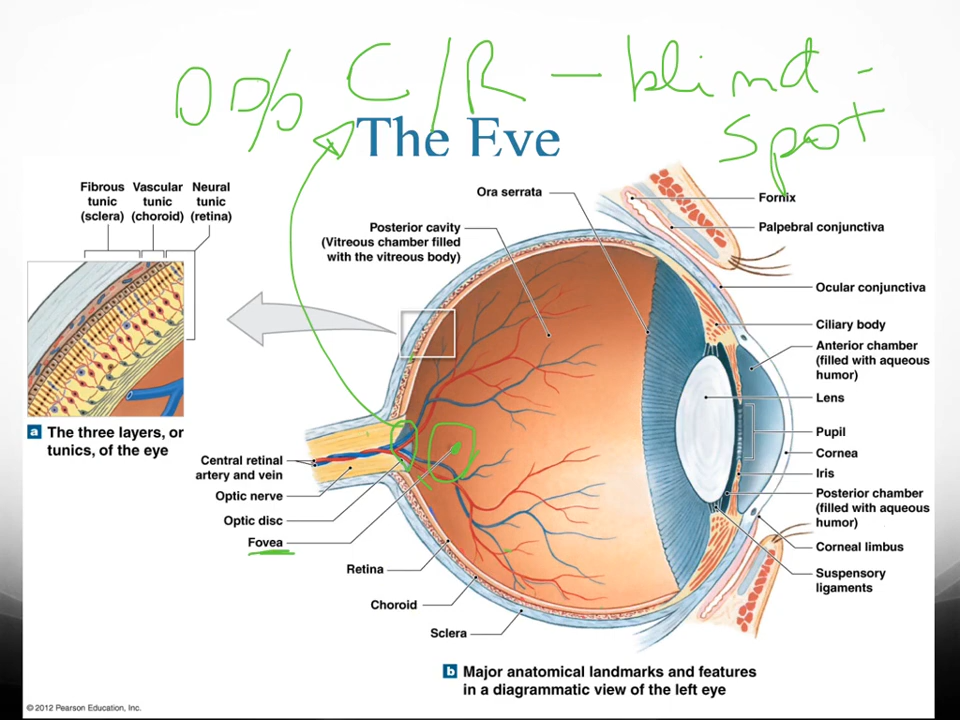 00% C/R - blind-
spot
The Eye
Fibrous
tunic
(sclera)
Vascular
tunic
(choroid)
Neural
tunic
(retina)
Ora serrata
Posterior cavity
(Vitreous chamber filled
with the vitreous body)
Fornix
Palpebral conjunctiva
Ocular conjunctiva
Ciliary body
Anterior chamber
(filled with aqueous
humor)
Lens
Pupil
Cornea
Iris
Posterior chamber
(filled with aqueous
humor)
Corneal limbus
Suspensory
ligaments
a The three layers, or
tunics, of the eye
Central retinal
artery and vein
Optic nerve
Optic disc
Fovea
Retina
Choroid
Sclera
b Major anatomical landmarks and features
in a diagrammatic view of the left eye
© 2012 Pearson Education, Inc.